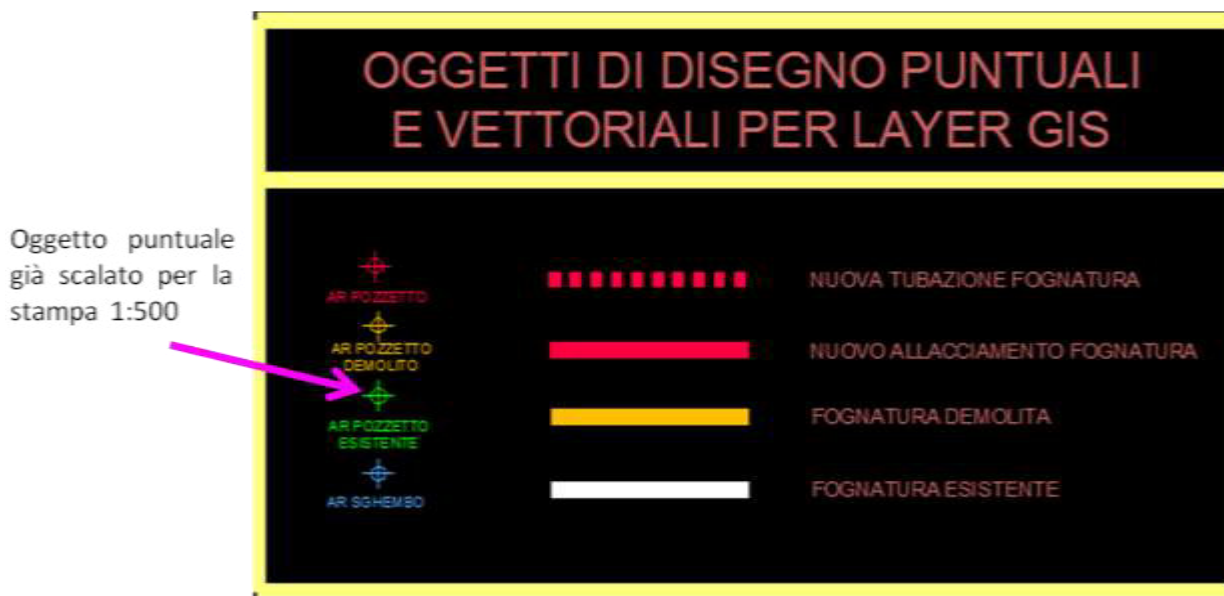 OGGETTI DI DISEGNO PUNTUALI
E VETTORIALI PER LAYER GIS
Oggetto puntuale
già scalato per la
stampa 1:500
AR POZZETTO
AR POZZETTO
DEMOLITO
AR POZZETTO
ESISTENTE
AR SGHEMBO
NUOVA TUBAZIONE FOGNATURA
NUOVO ALLACCIAMENTO FOGNATURA
FOGNATURA DEMOLITA
FOGNATURA ESISTENTE